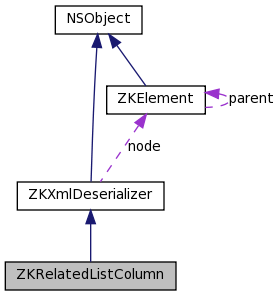 NSObject
ZKElement
parent
node
ZKXmlDeserializer
ZKRelatedListColumn